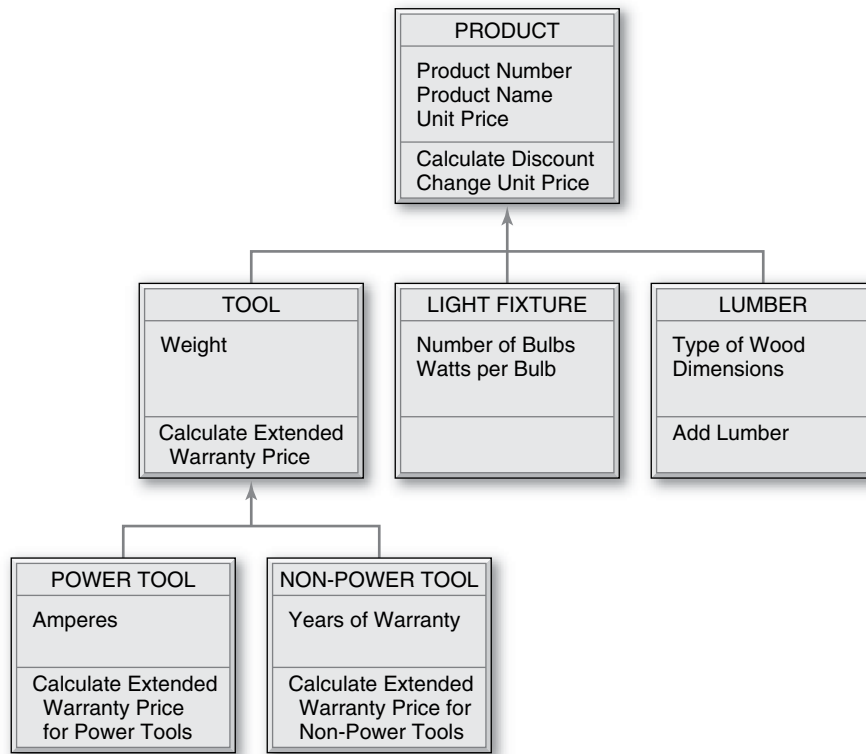 PRODUCT
Product Number
Product Name
Unit Price
Calculate Discount
Change Unit Price
TOOL
Weight
Calculate Extended
Warranty Price
LIGHT FIXTURE
Number of Bulbs
Watts per Bulb
LUMBER
Type of Wood
Dimensions
Add Lumber
POWER TOOL
Amperes
Calculate Extended
Warranty Price
for Power Tools
NON-POWER TOOL
Years of Warranty
Calculate Extended
Warranty Price for
Non-Power Tools